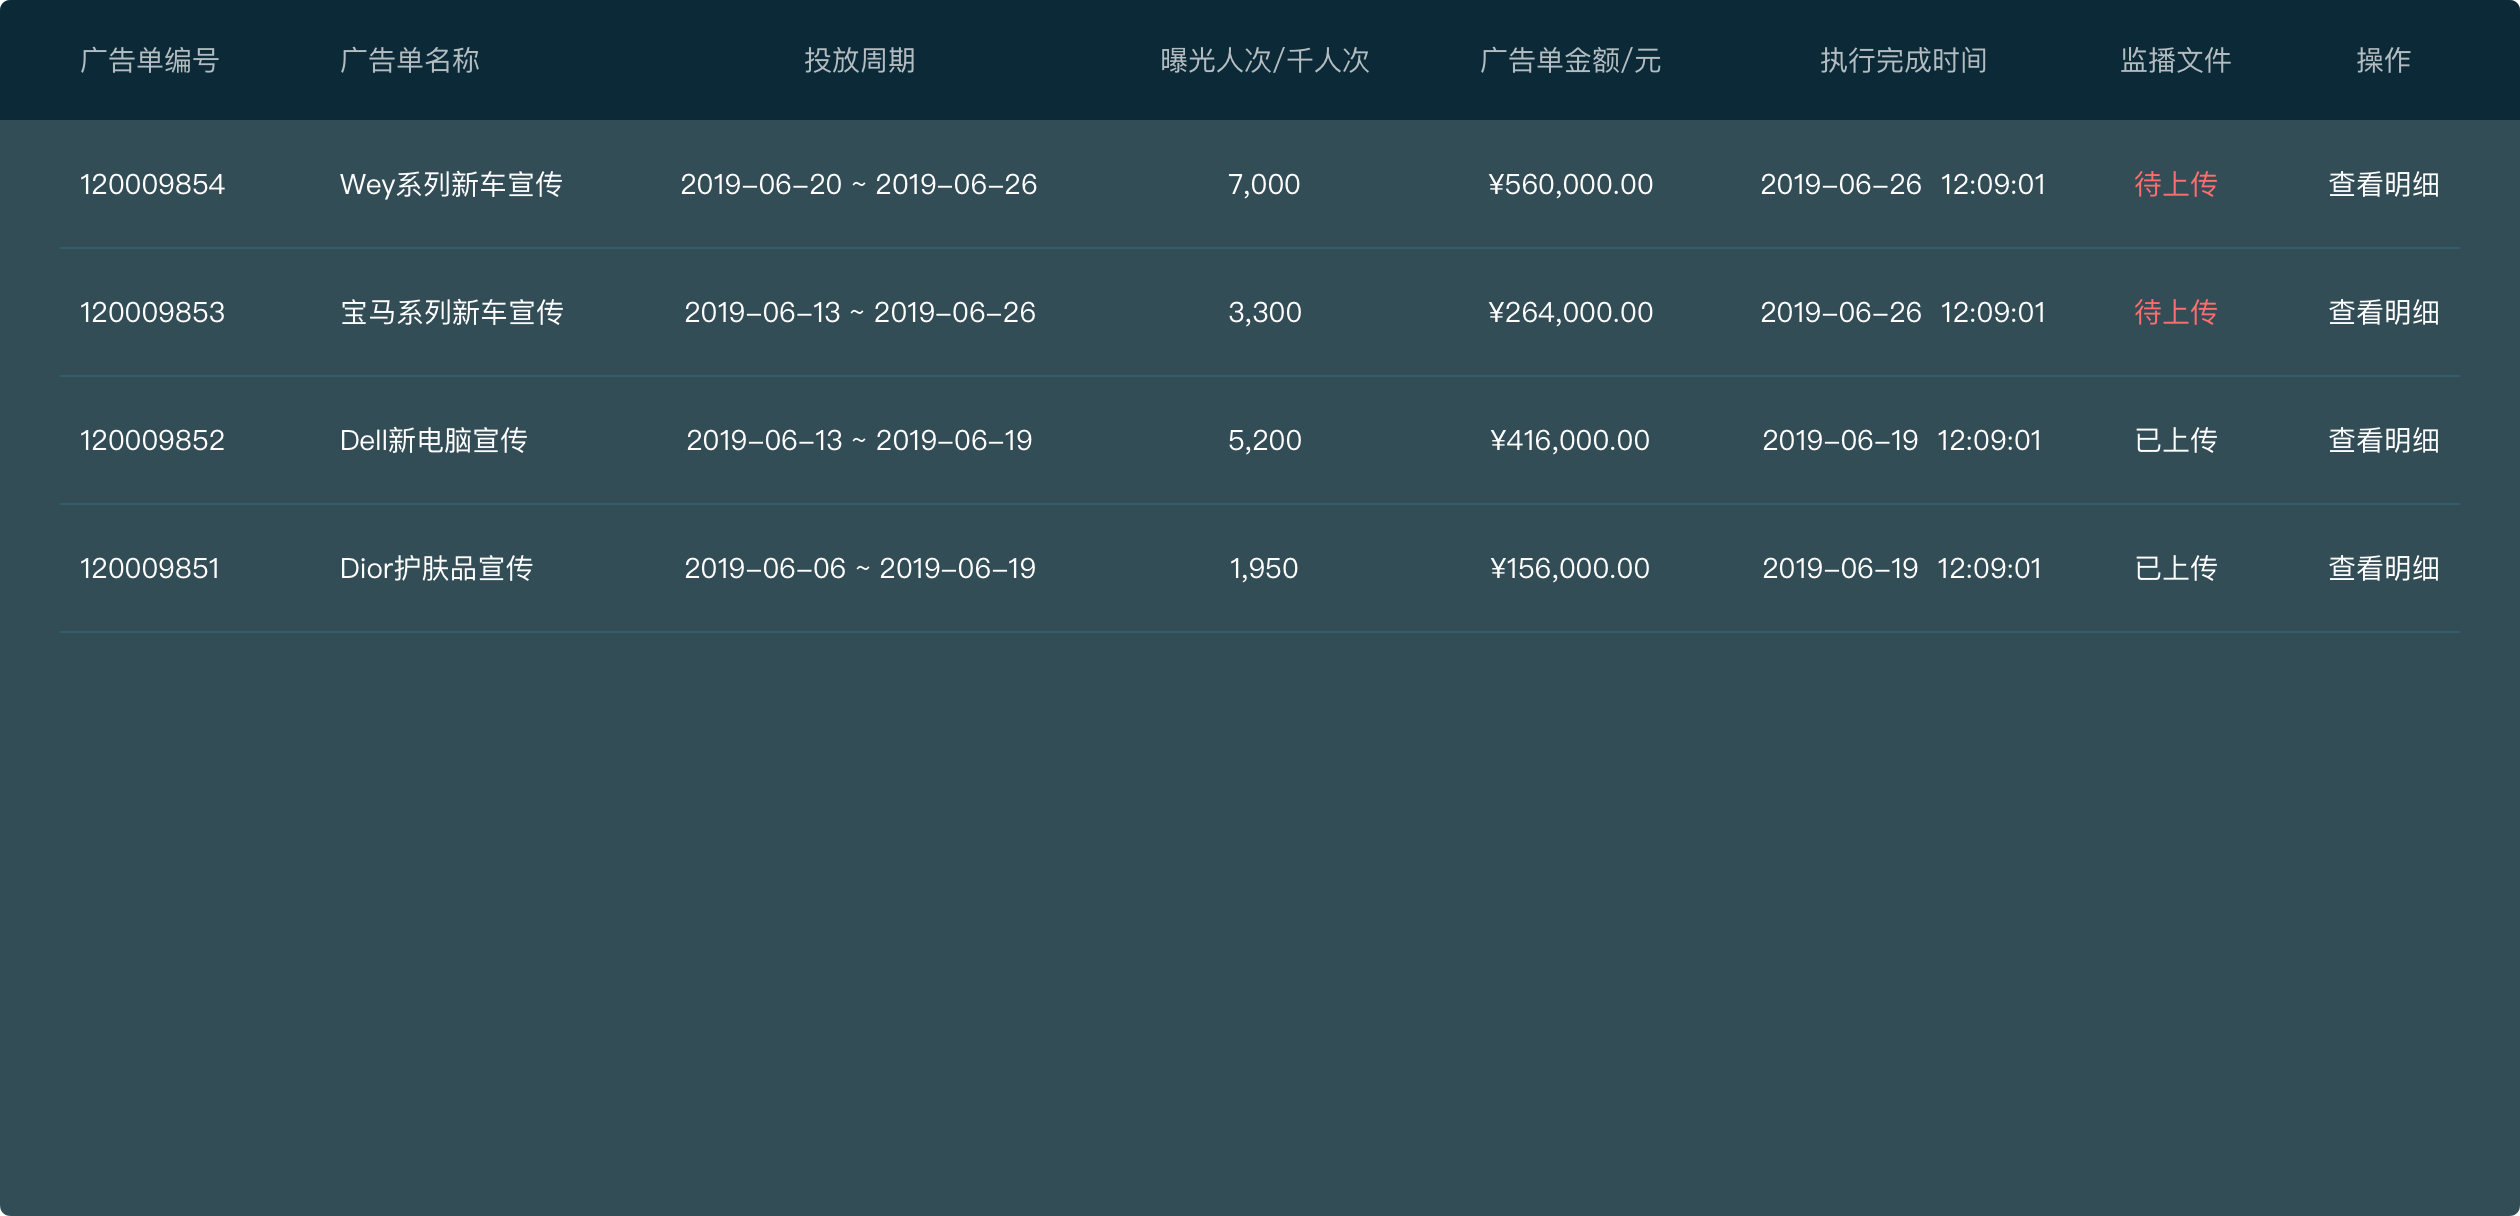 广告单编号 广告单名称 投放周期 曝光人次/千人次 广告单金额/元 执行完成时间 监播文件 操作
120009854 Wey系列新车宣传 2019-06-20 ~ 2019-06-26 7,000 ¥560,000.00 2019-06-26 12:09:01 待上传 查看明细
120009853 宝马系列新车宣传 2019-06-13 ~ 2019-06-26 3,300 ¥264,000.00 2019-06-26 12:09:01 待上传 查看明细
120009852 Dell新电脑宣传 2019-06-13 ~ 2019-06-19 5,200 ¥416,000.00 2019-06-19 12:09:01 已上传 查看明细
120009851 Dior护肤品宣传 2019-06-06 ~ 2019-06-19 1,950 ¥156,000.00 2019-06-19 12:09:01 已上传 查看明细